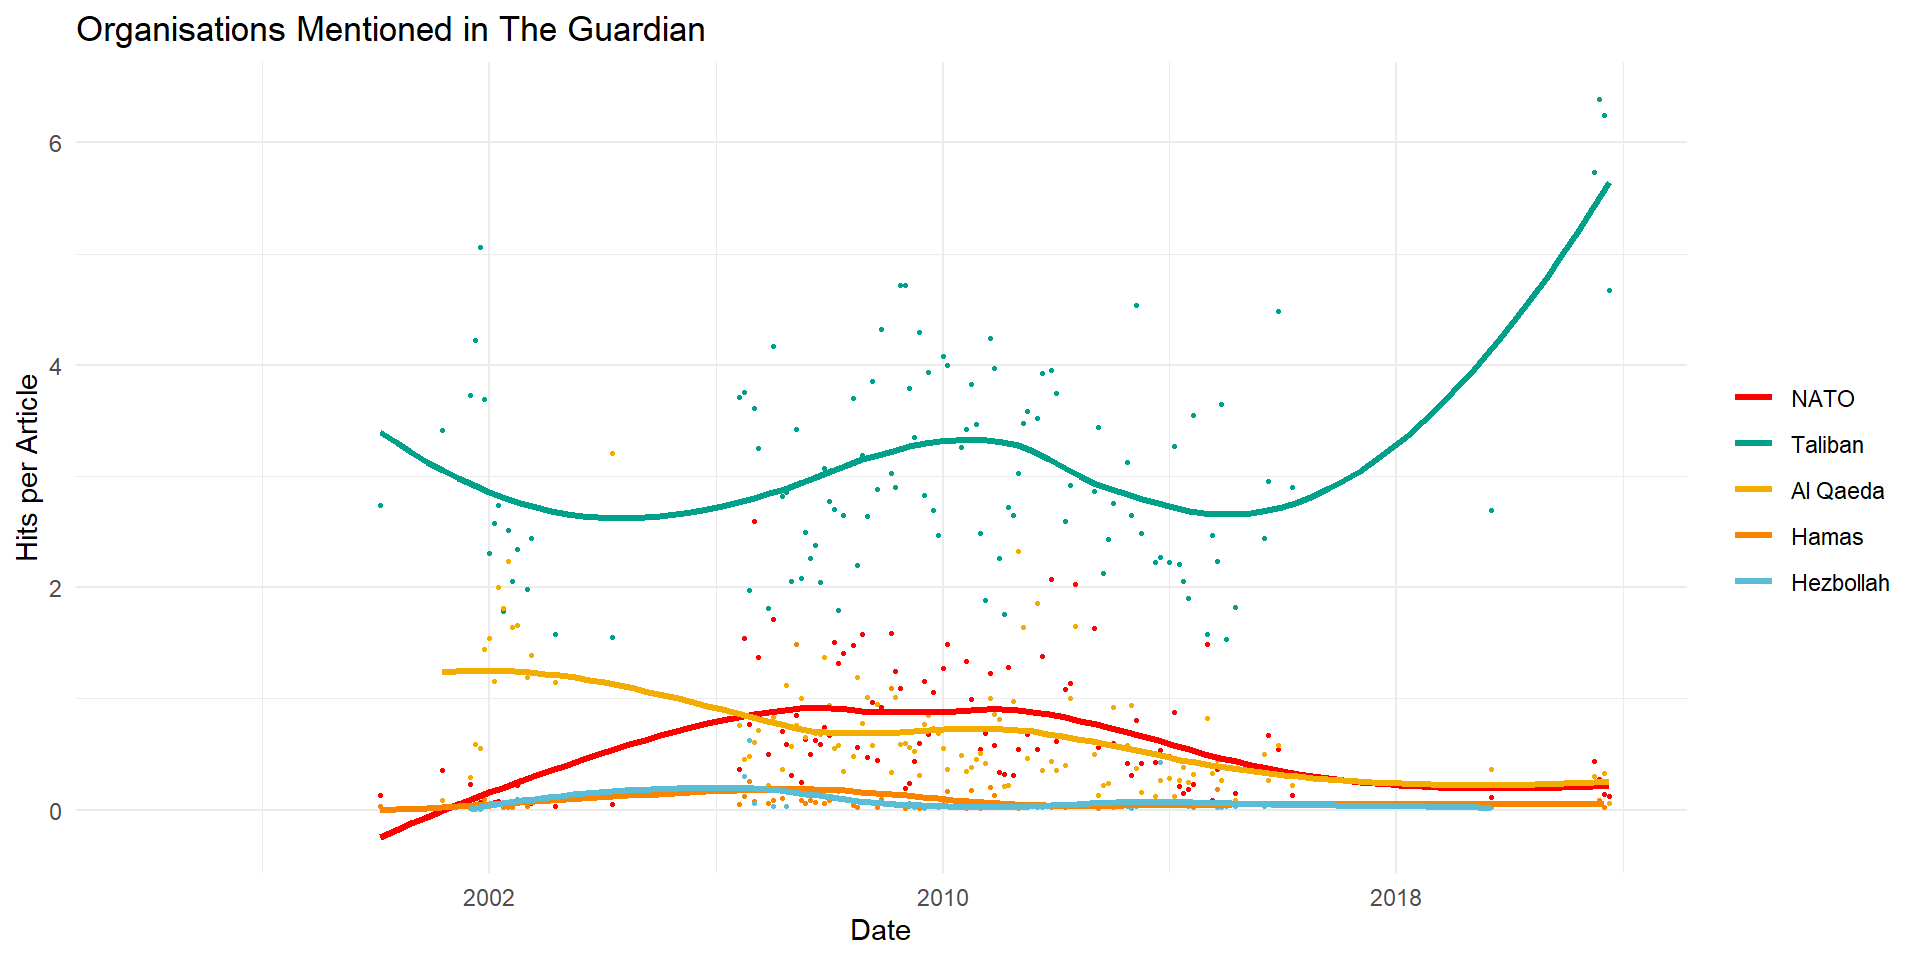 Organisations Mentioned in The Guardian
Hits per Article
6
4
2
0
2002
2010
2018
Date
NATO
Taliban
Al Qaeda
Hamas
Hezbollah